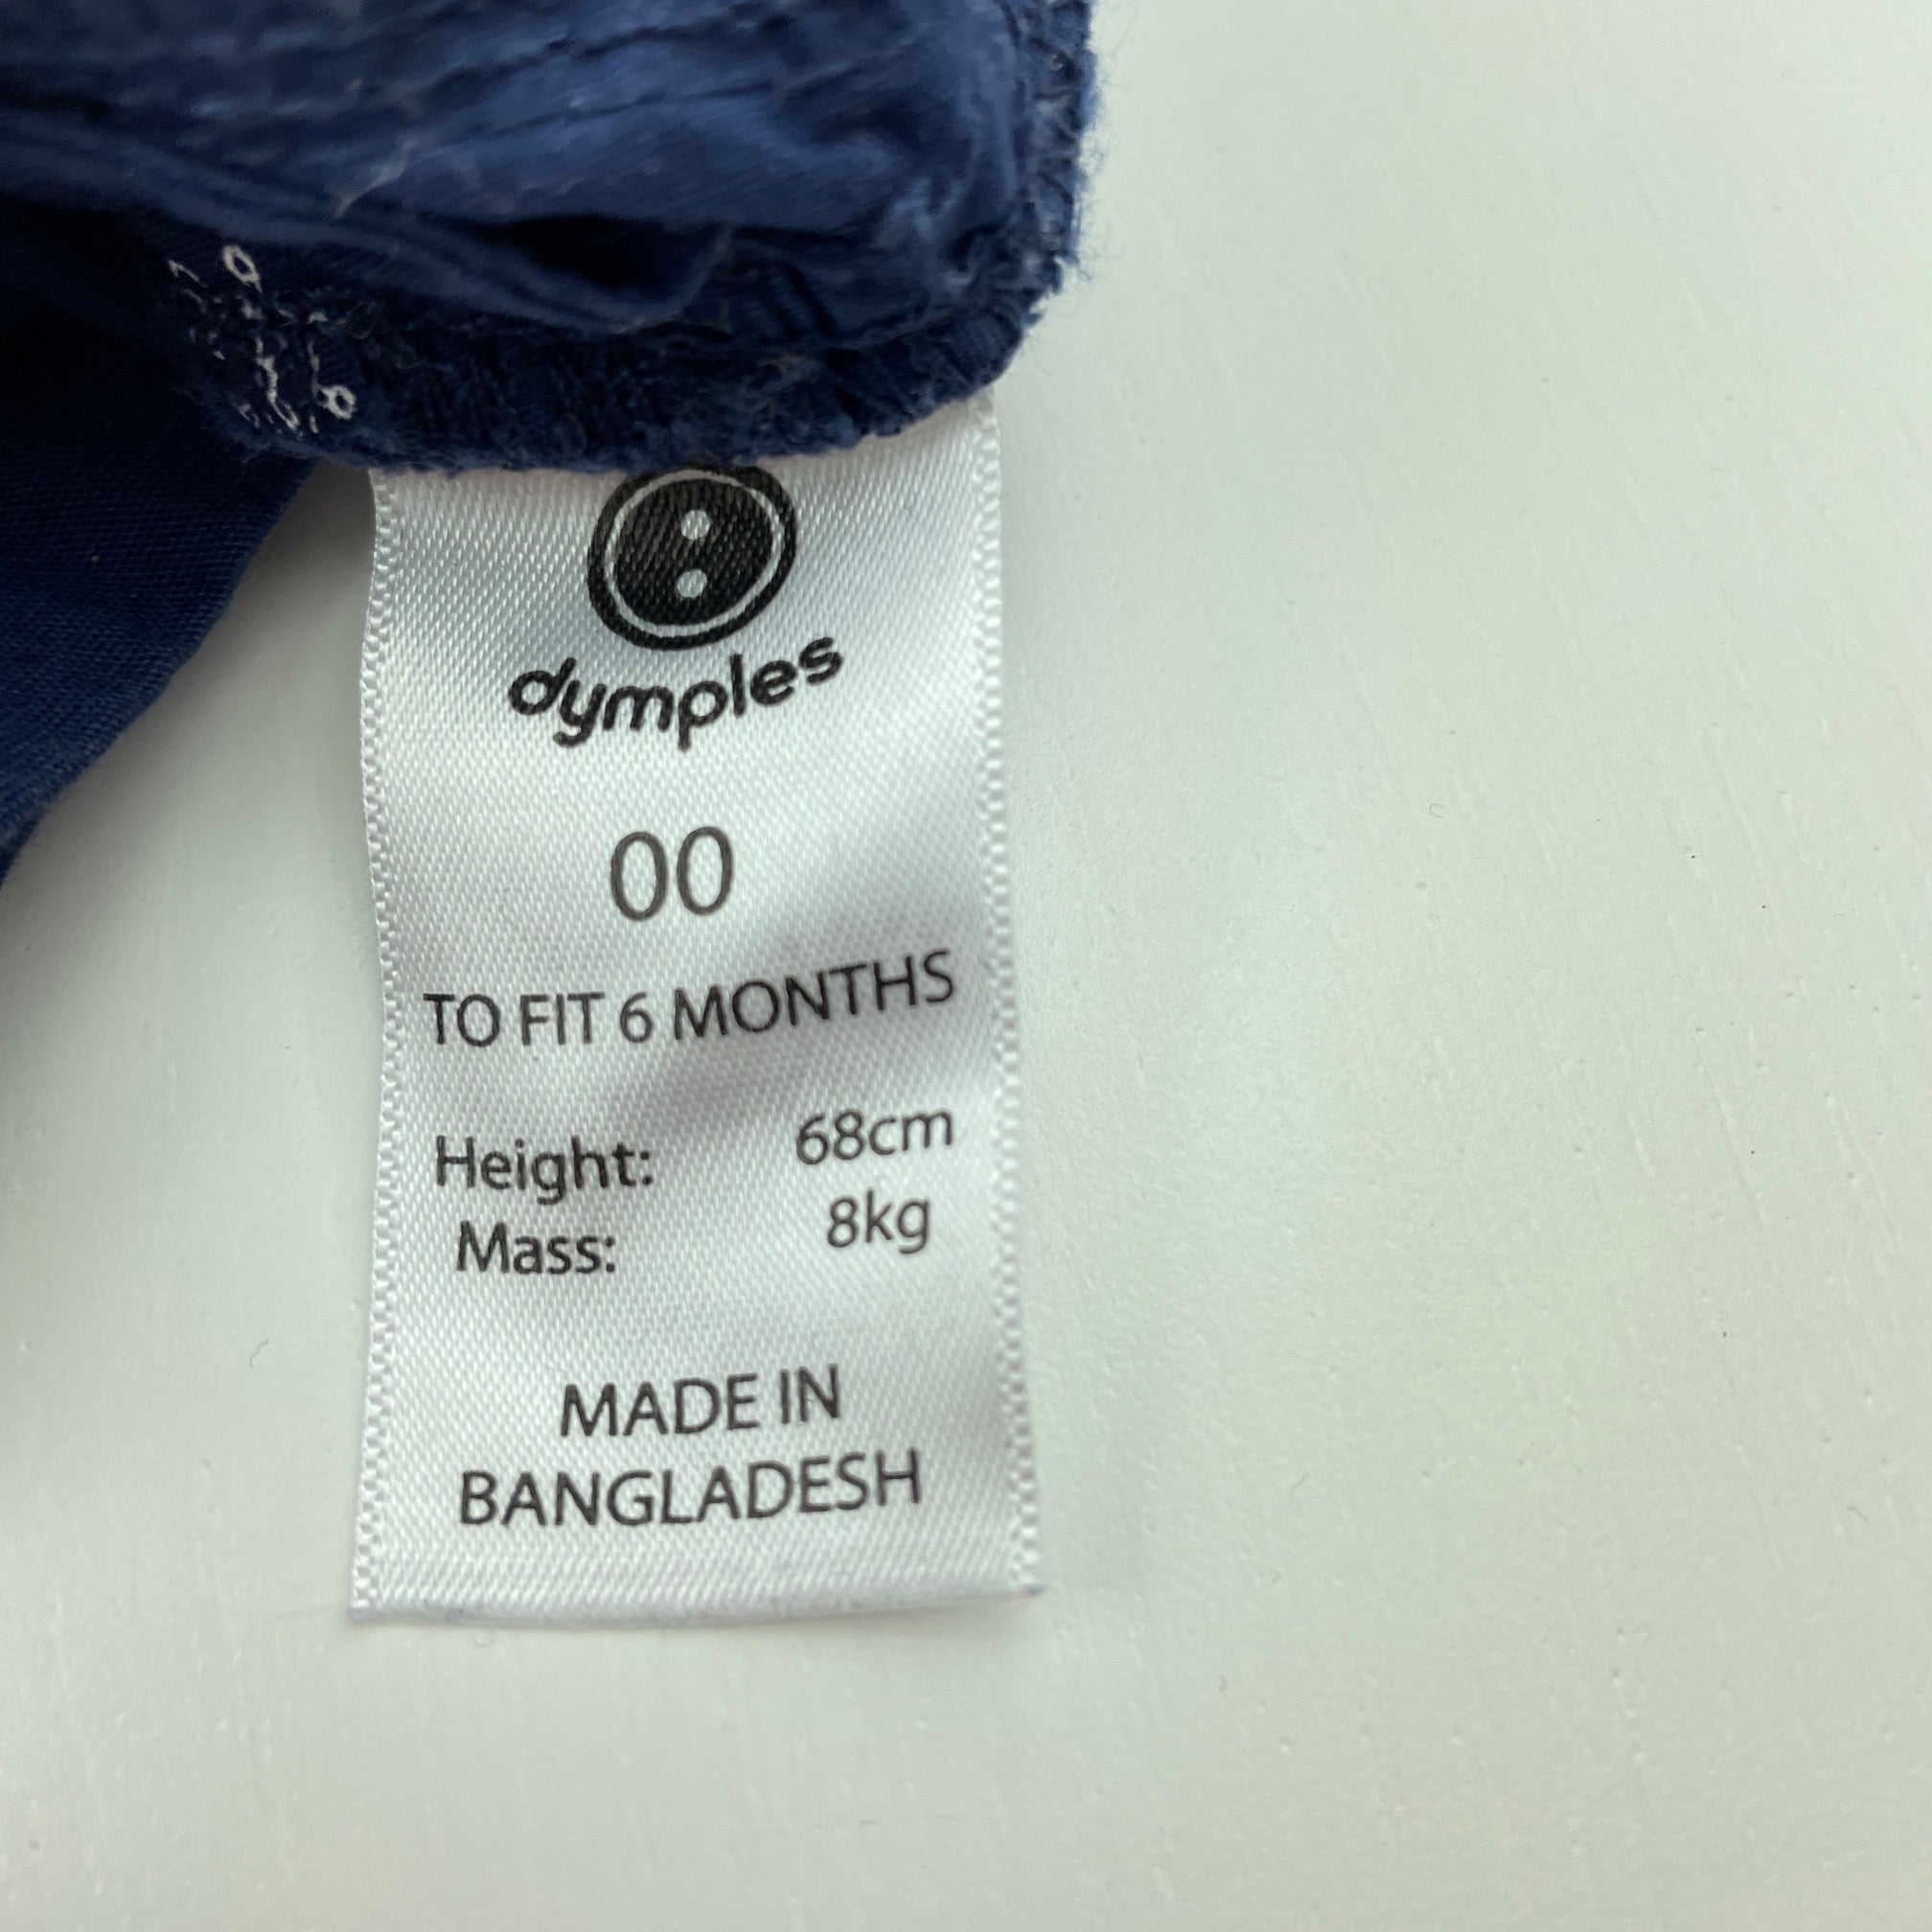 dymples
00
TO FIT 6 MONTHS
Height: 68cm
Mass: 8kg
MADE IN
BANGLADESH